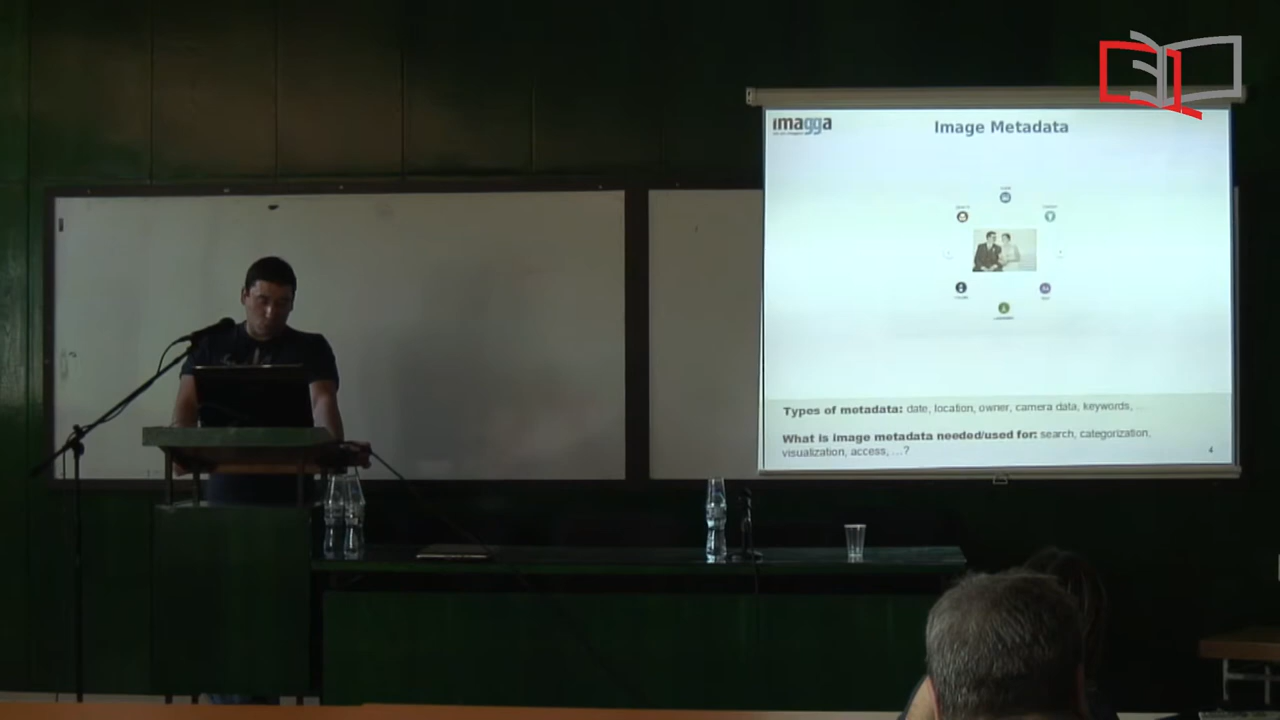 imagga
Image Metadata
Types of metadata: date, location, owner, camera data, keywords, ...
What is image metadata needed/used for: search, categorization,
visualization, access, ...?
4